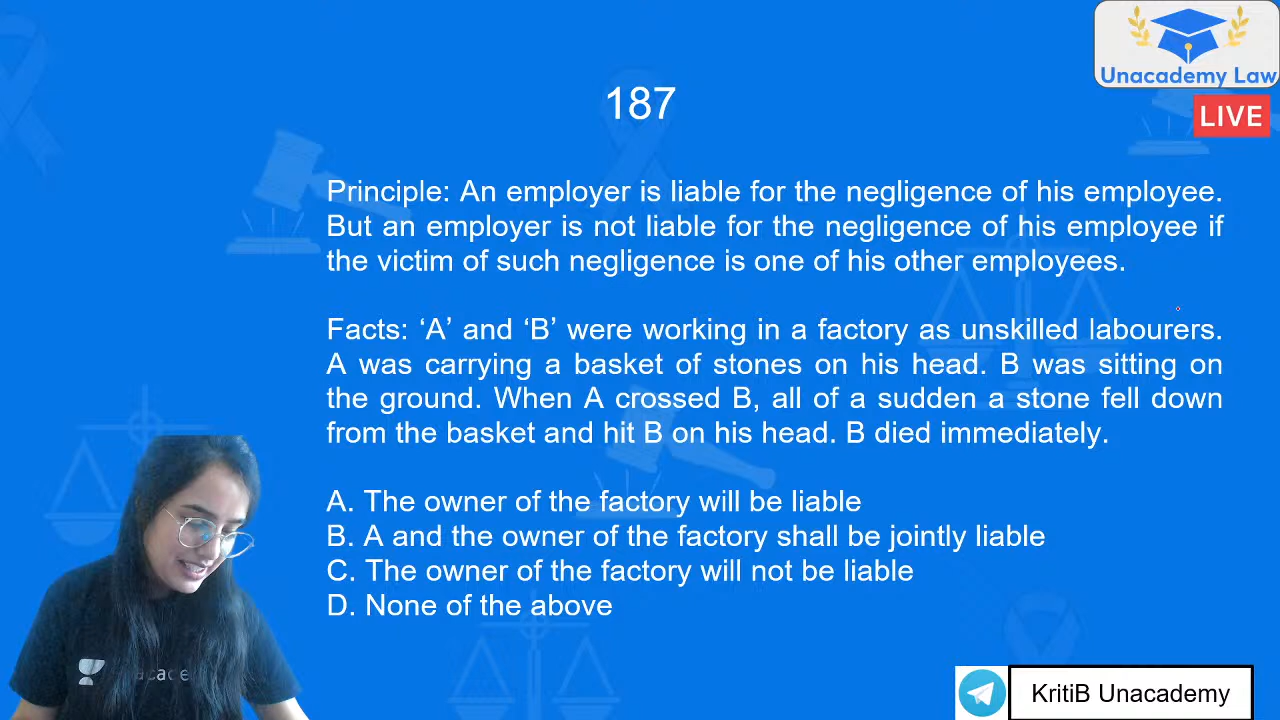 Unacademy Law
LIVE
187
Principle: An employer is liable for the negligence of his employee.
But an employer is not liable for the negligence of his employee if
the victim of such negligence is one of his other employees.
Facts: ‘A’ and ‘B’ were working in a factory as unskilled labourers.
A was carrying a basket of stones on his head. B was sitting on
the ground. When A crossed B, all of a sudden a stone fell down
from the basket and hit B on his head. B died immediately.
A. The owner of the factory will be liable
B. A and the owner of the factory shall be jointly liable
C. The owner of the factory will not be liable
D. None of the above
KritiB Unacademy